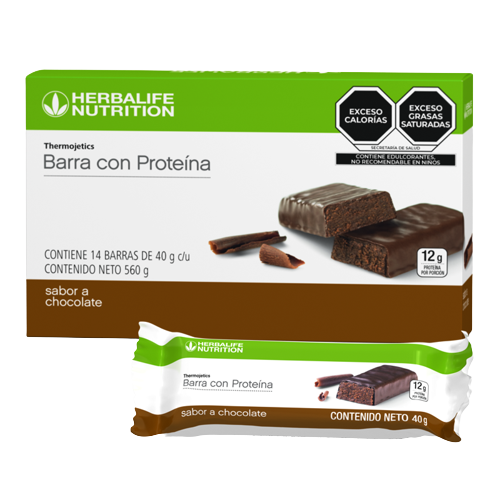 HERBALIFE
NUTRITION
EXCESO
CALORÍAS
EXCESO
GRASAS
SATURADAS
SECRETARÍA DE SALUD
CONTIENE EDULCORANTES,
NO RECOMENDABLE EN NIÑOS
Thermojetics
Barra con Proteína
CONTIENE 14 BARRAS DE 40 g c/u
CONTENIDO NETO 560 g
12 g
PROTEÍNA
POR PORCIÓN
sabor a
chocolate
HERBALIFE
NUTRITION
Thermojetics
Barra con Proteína
12 g
sabor a chocolate
CONTENIDO NETO 40 g